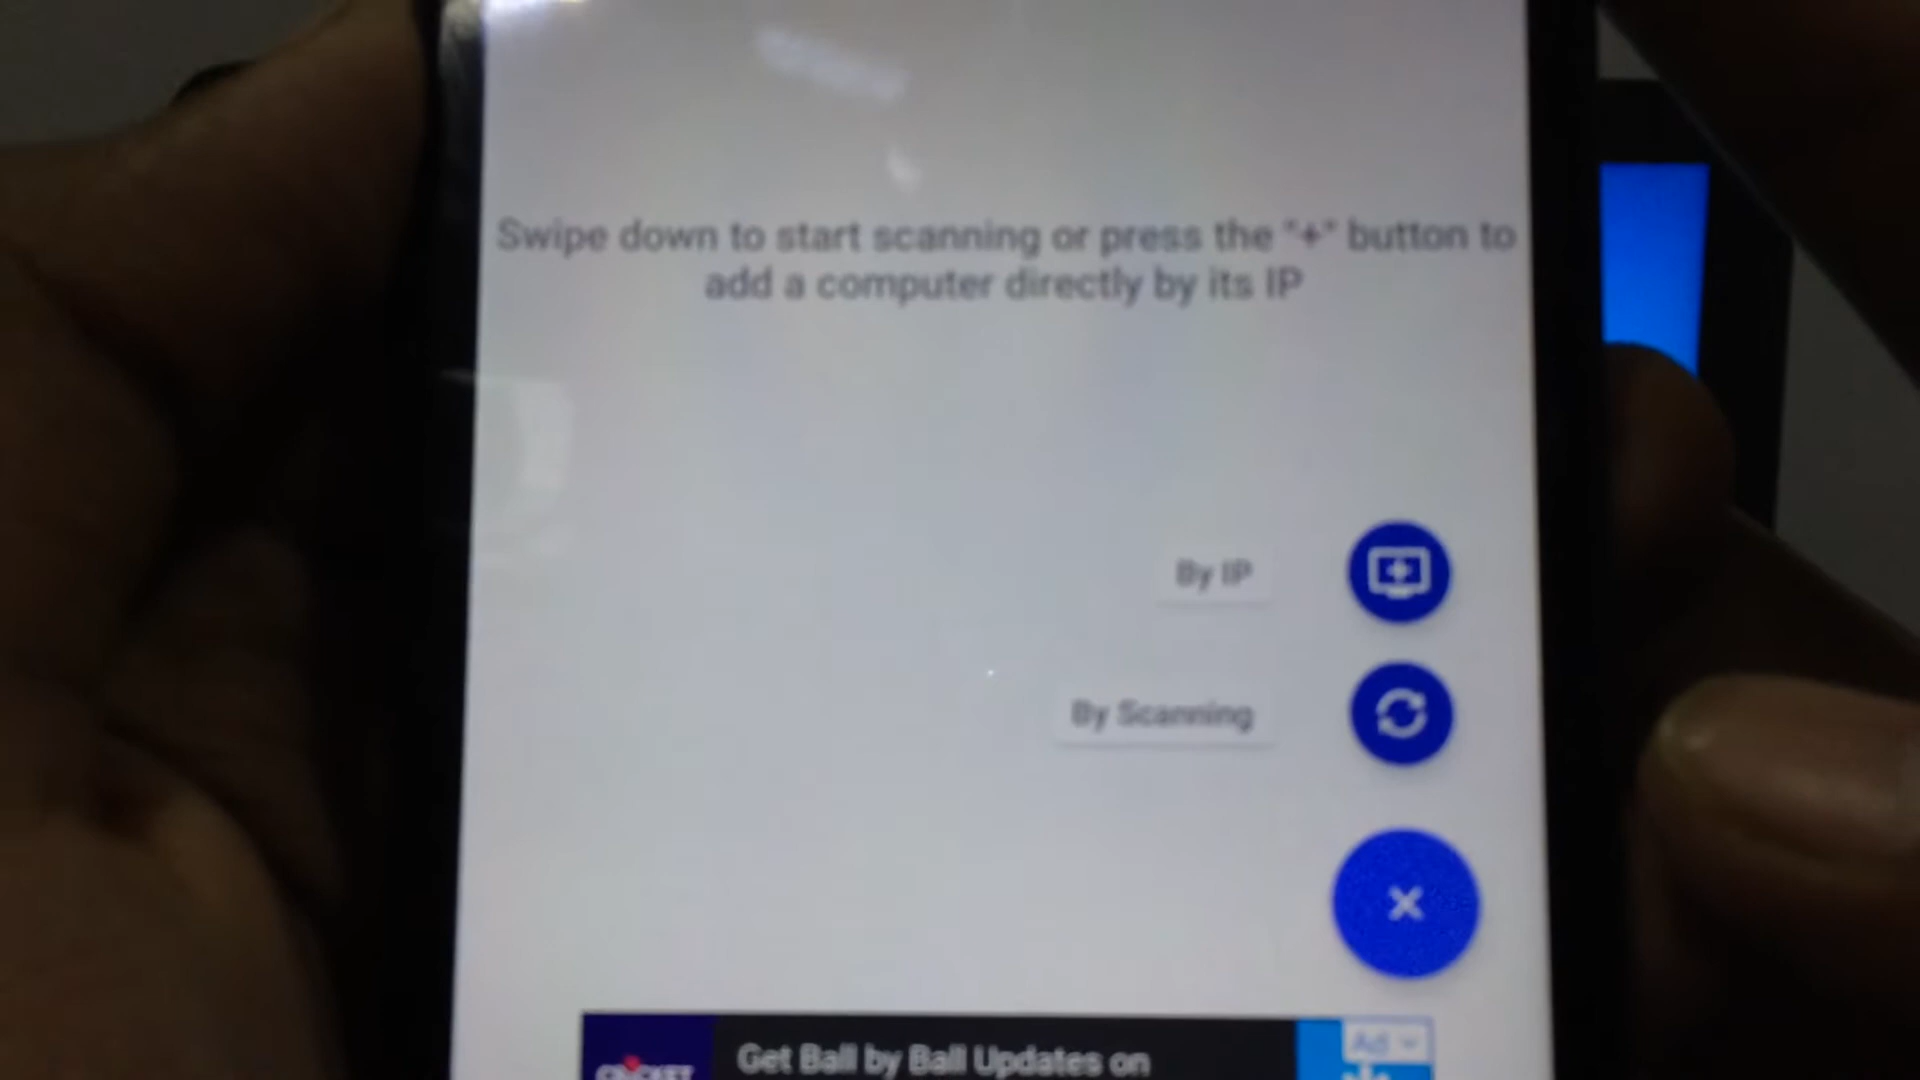 Swipe down to start scanning or press the "+" button to
add a computer directly by its IP
By IP
By Scanning
Ad
Get Ball by Ball Updates on
CRICKET